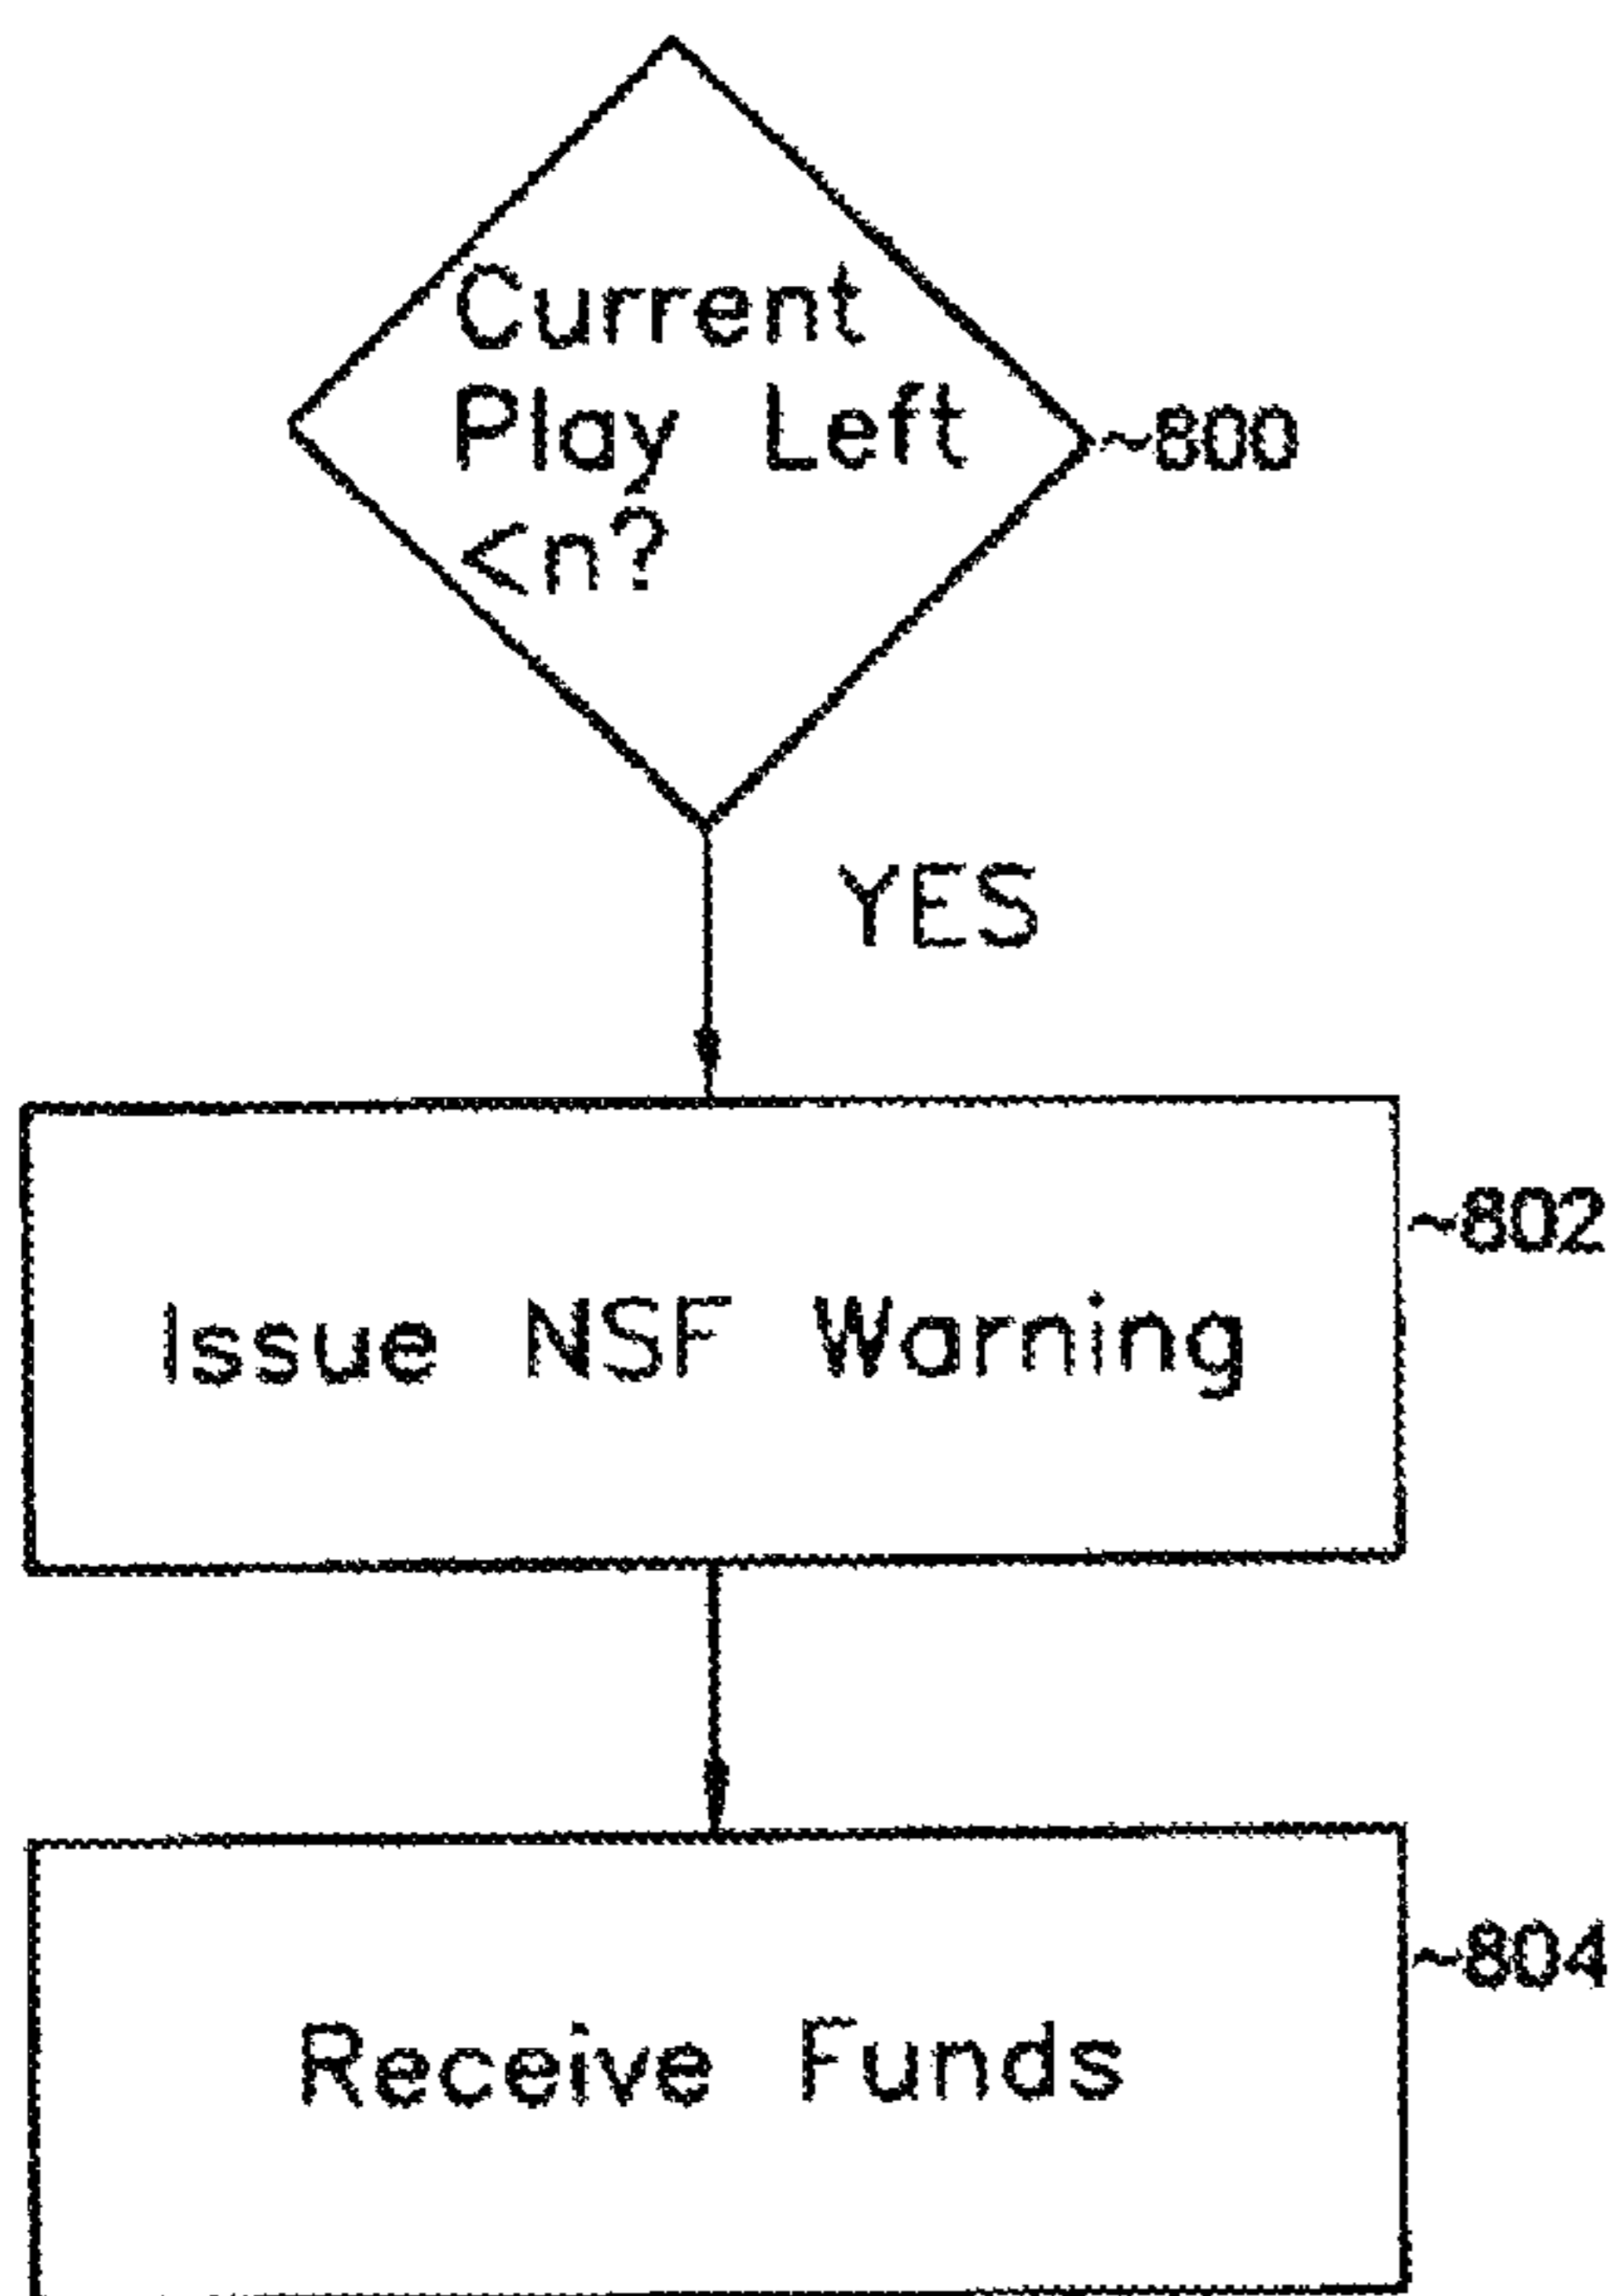 Current
Play Left
<n?
~800
YES
~802
Issue NSF Warning
~804
Receive Funds